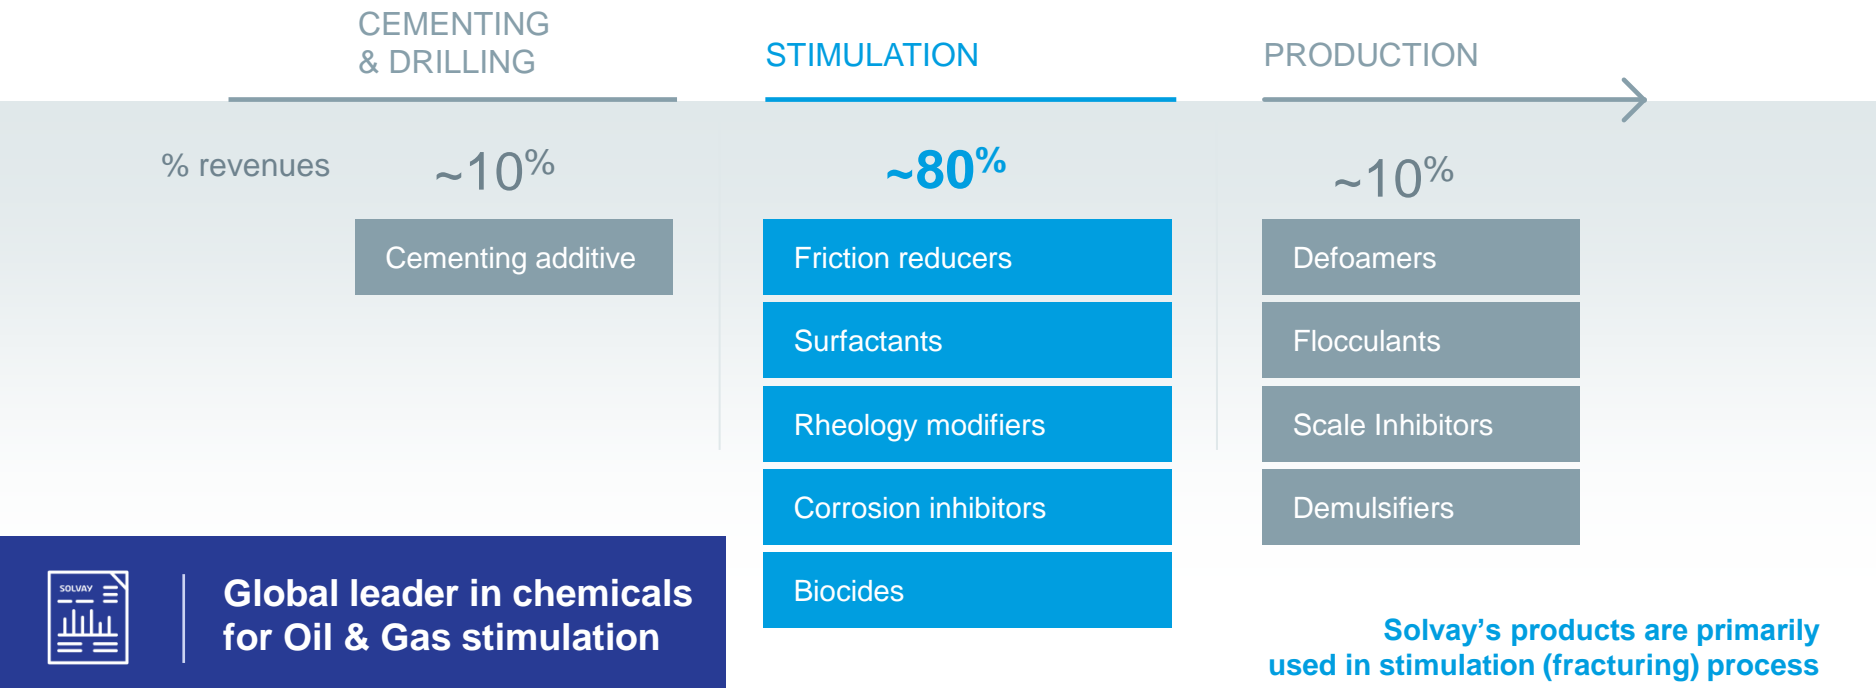 CEMENTING
& DRILLING
STIMULATION
PRODUCTION
% revenues
~10%
~80%
~10%
Cementing additive
Friction reducers
Surfactants
Rheology modifiers
Corrosion inhibitors
Biocides
Defoamers
Flocculants
Scale Inhibitors
Demulsifiers
SOLVAY
Global leader in chemicals
for Oil & Gas stimulation
Solvay's products are primarily
used in stimulation (fracturing) process